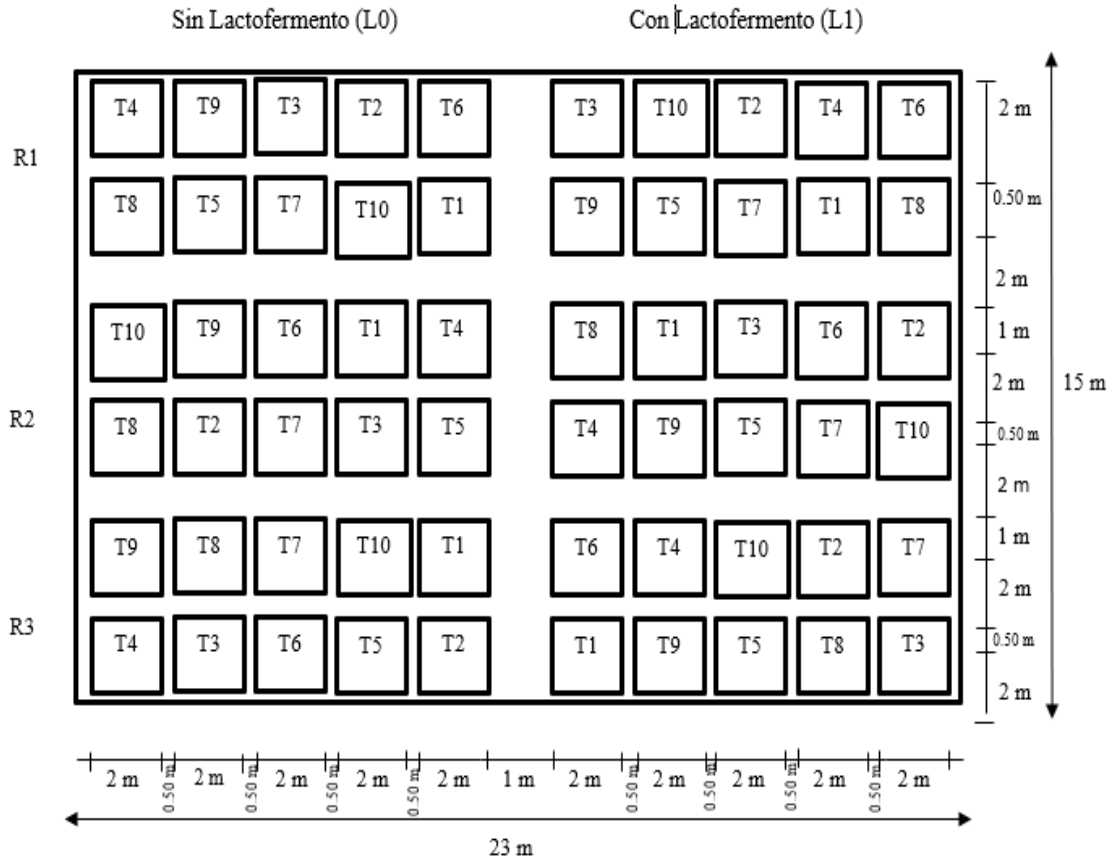 Sin Lactofermento (L0) Con Lactofermento (L1)
T4 T9 T3 T2 T6 T3 T10 T2 T4 T6 2 m
R1
T8 T5 T7 T10 T1 T9 T5 T7 T1 T8 0.50 m
2 m
T10 T9 T6 T1 T4 T8 T1 T3 T6 T2 1 m
2 m 15 m
R2 T8 T2 T7 T3 T5 T4 T9 T5 T7 T10 0.50 m
2 m
T9 T8 T7 T10 T1 T6 T4 T10 T2 T7 1 m
2 m
R3
T4 T3 T6 T5 T2 T1 T9 T5 T8 T3 0.50 m
2 m
2 m 0.50 m 2 m 0.50 m 2 m 0.50 m 2 m 0.50 m 2 m 1 m 2 m 0.50 m 2 m 0.50 m 2 m 0.50 m 2 m 0.50 m 2 m
23 m